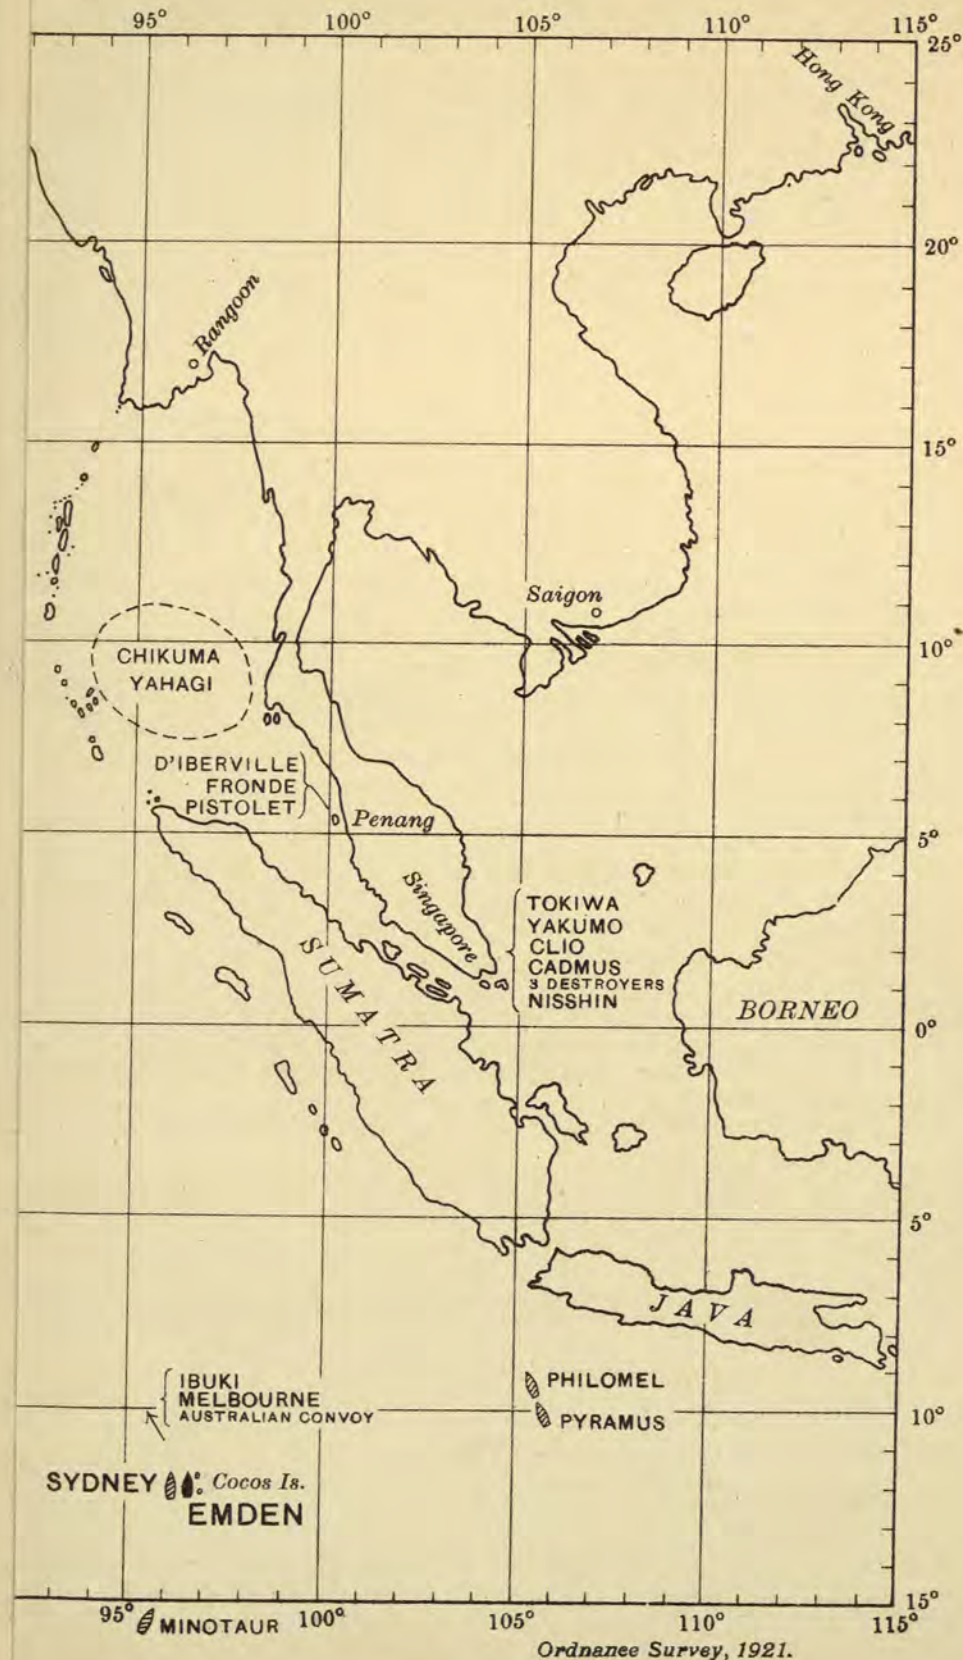 95° 100° 105° 110° 115°
25°
Hong Kong
20°
Rangoon
15°
Saigon
10°
CHIKUMA
YAHAGI
D'IBERVILLE
FRONDE
PISTOLET
Penang
5°
Singapore
TOKIWA
YAKUMO
CLIO
CADMUS
3 DESTROYERS
NISSHIN
SUMATRA
BORNEO
0°
5°
JAVA
IBUKI
MELBOURNE
AUSTRALIAN CONVOY
PHILOMEL
PYRAMUS
10°
SYDNEY Cocos Is.
EMDEN
15°
95° 100° 105° 110° 115°
MINOTAUR
Ordnance Survey, 1921.